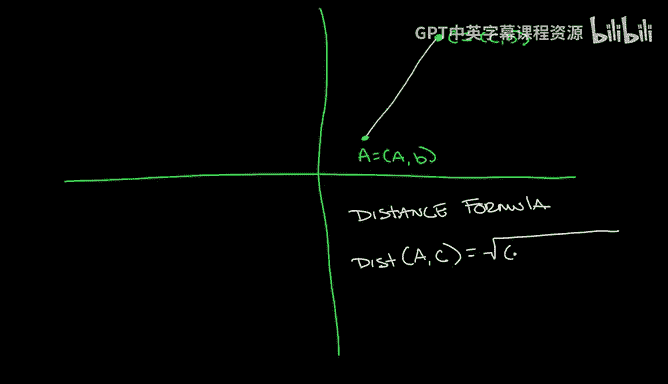 GPT中英字幕课程资源 bilibili
A=(A,b)
DISTANCE FORMULA
DIST(A,C)=√(